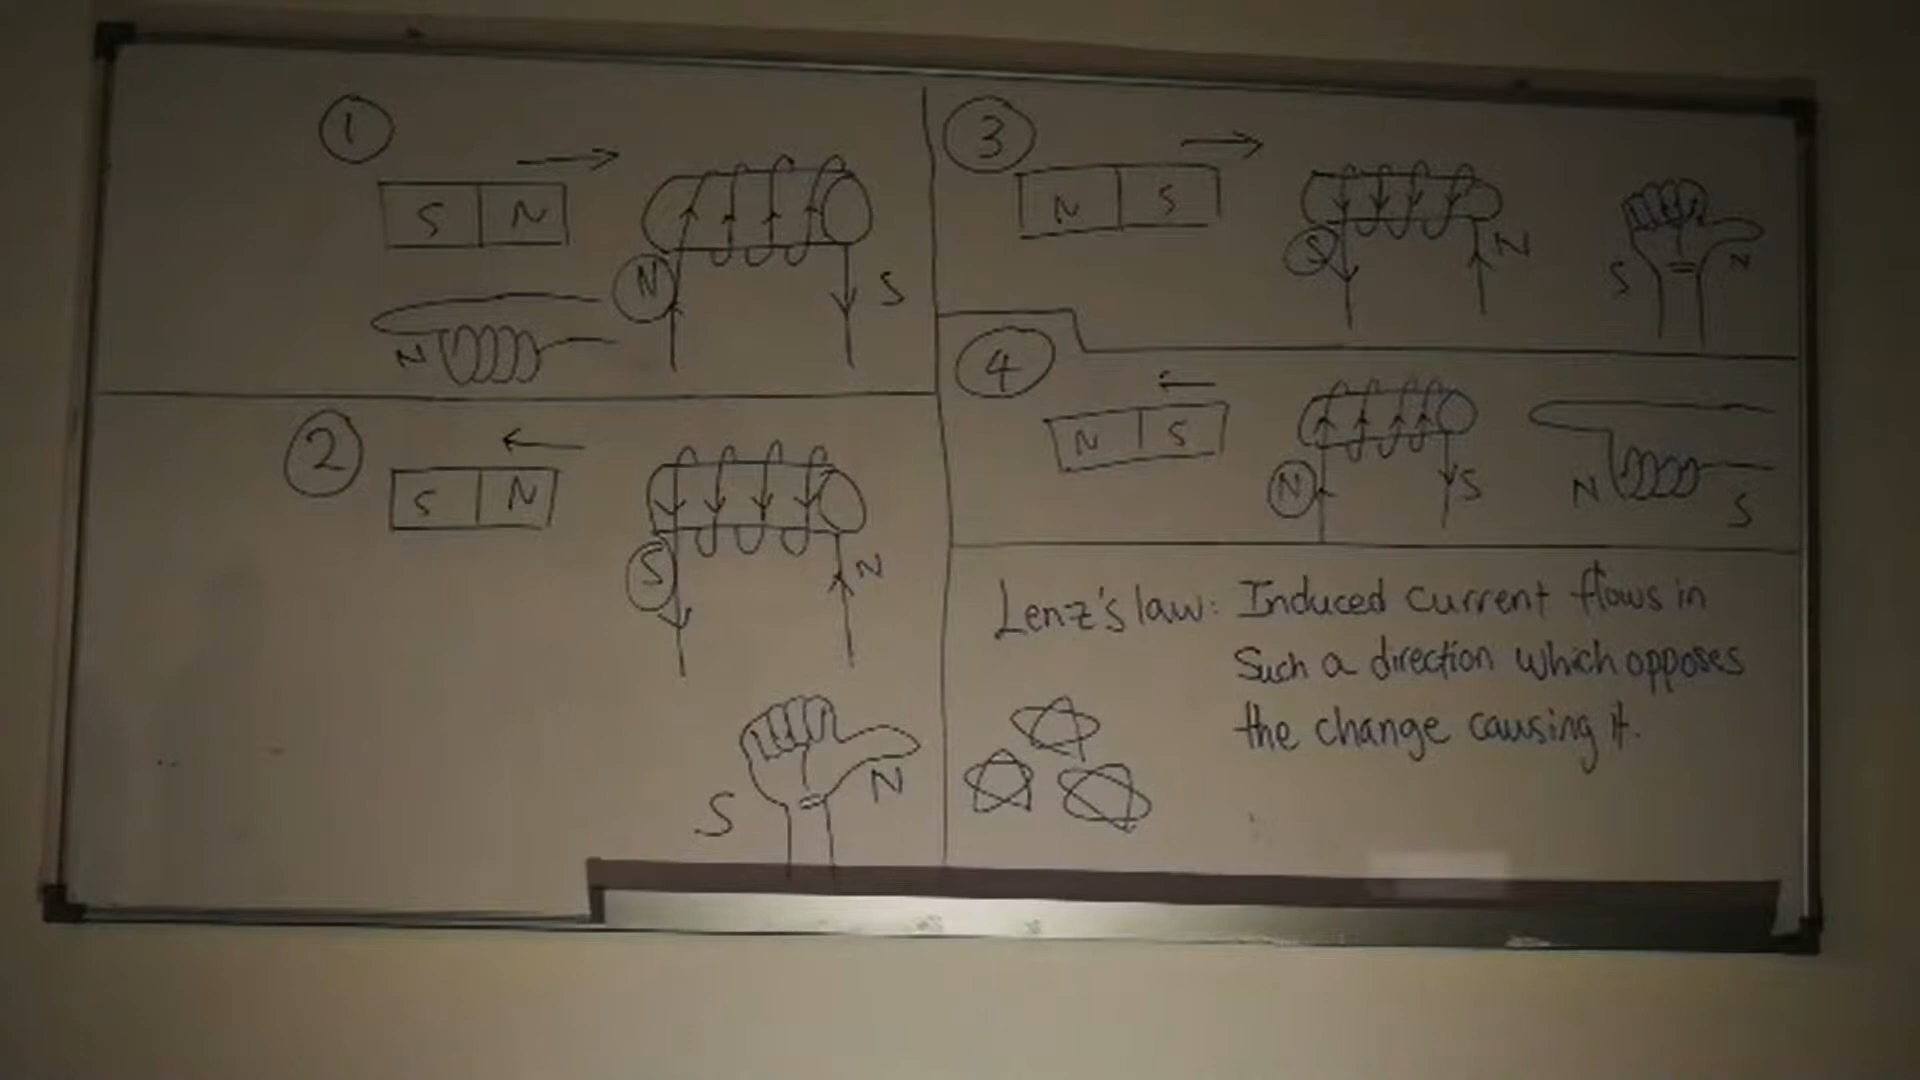 1
S N
N S
N
2
S N
S N
S N
3
N S
S N
S N
4
N S
N S
N S
Lenz's law: Induced current flows in
Such a direction which opposes
the change causing it.